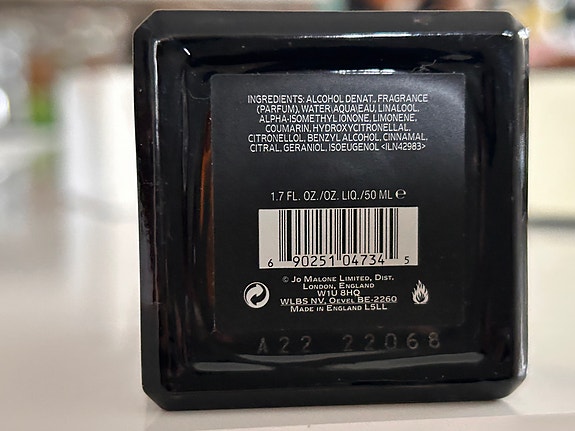 INGREDIENTS: ALCOHOL DENAT., FRAGRANCE
(PARFUM), WATER\AQUA\EAU, LINALOOL,
ALPHA-ISOMETHYL IONONE, LIMONENE,
COUMARIN, HYDROXYCITRONELLAL,
CITRONELLOL, BENZYL ALCOHOL, CINNAMAL,
CITRAL, GERANIOL, ISOEUGENOL <ILN42983>
1.7 FL. OZ./OZ. LIQ./50 ML ℮
6 90251 04734 5
© JO MALONE LIMITED, DIST.
LONDON, ENGLAND
W1U 8HQ
WLBS NV, OEVEL BE-2260
MADE IN ENGLAND L5LL
A22 22068